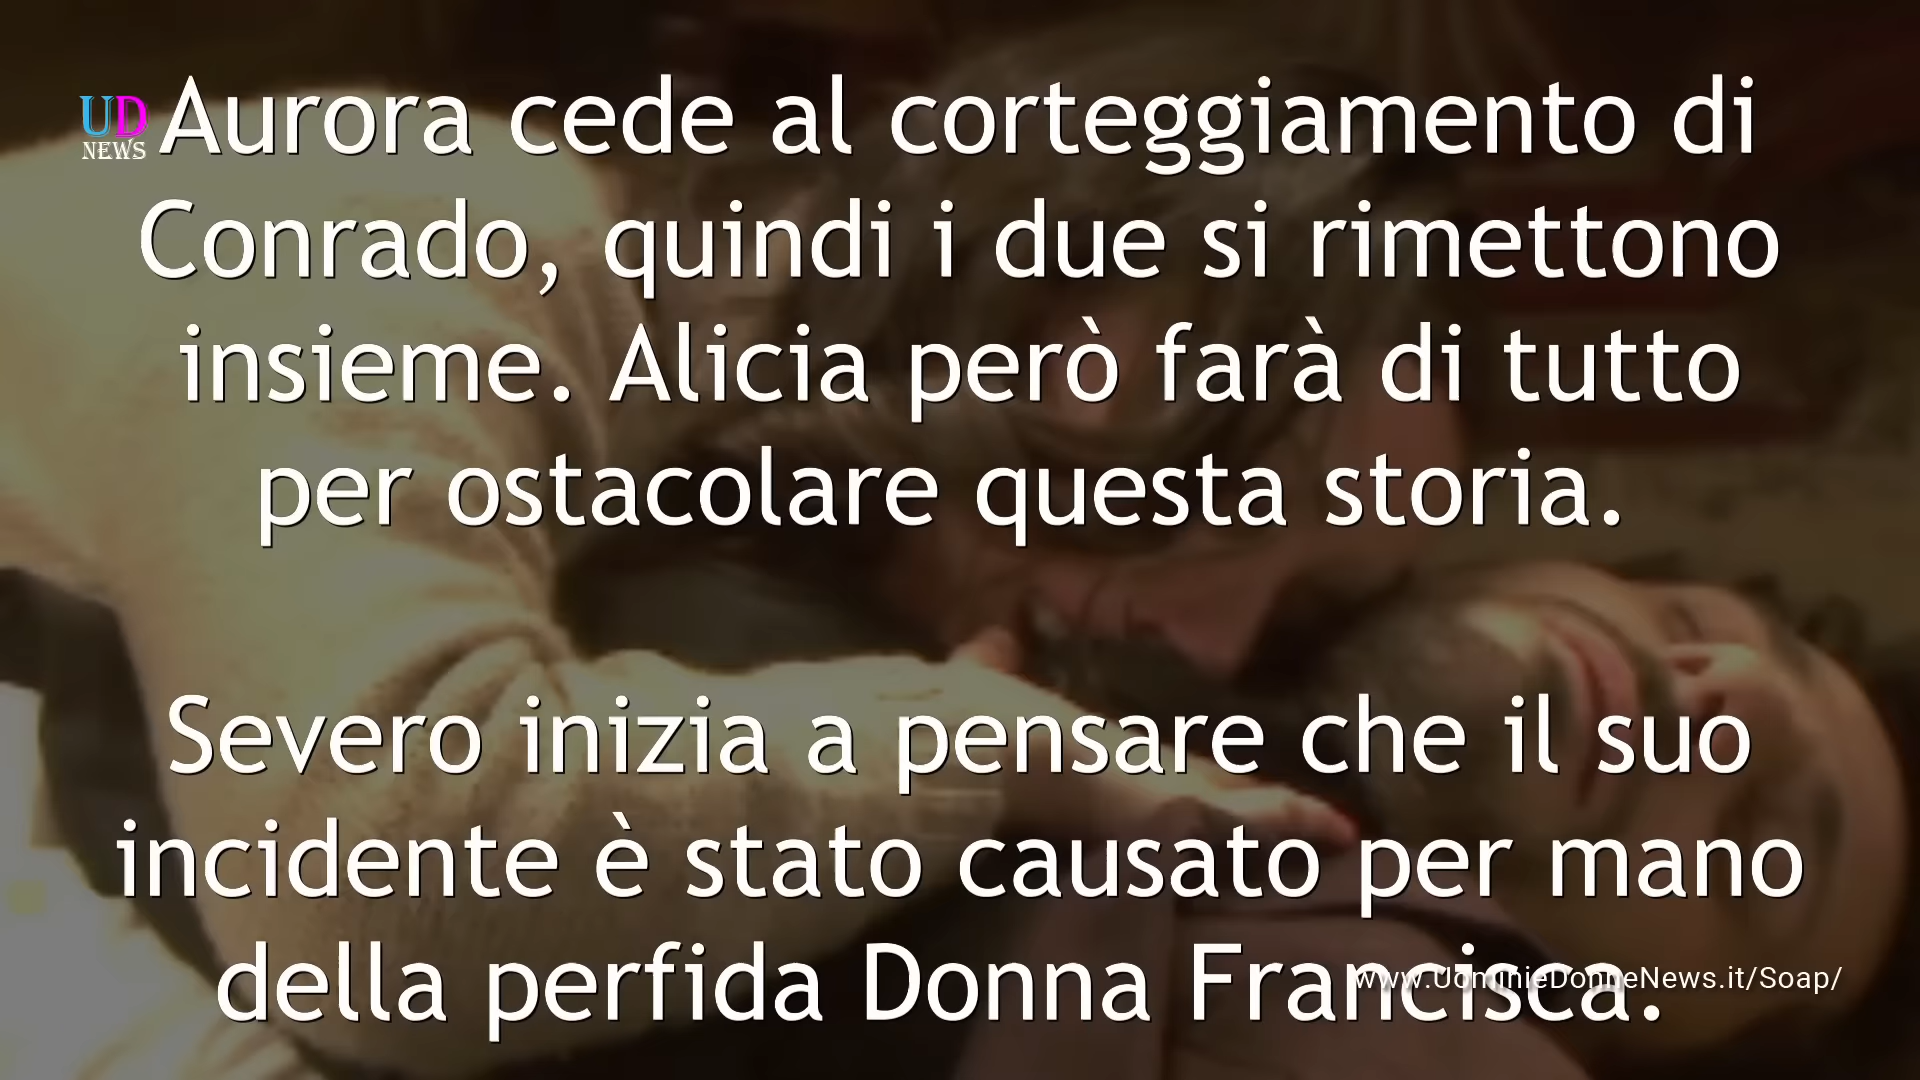 UD
NEWS
Aurora cede al corteggiamento di
Conrado, quindi i due si rimettono
insieme. Alicia però farà di tutto
per ostacolare questa storia.
Severo inizia a pensare che il suo
incidente è stato causato per mano
della perfida Donna Francisca.
www.UominieDonneNews.it/Soap/